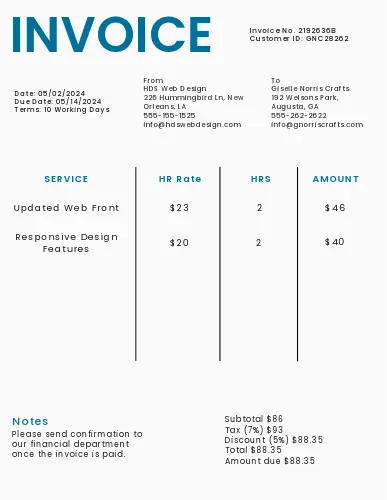 INVOICE
Invoice No. 2192636B
Customer ID: GNC28262
Date: 05/02/2024
Due Date: 05/14/2024
Terms: 10 Working Days
From
HDS Web Design
226 Hummingbird Ln, New
Orleans, LA
555-155-1525
info@hdswebdesign.com
To
Giselle Norris Crafts
192 Welsons Park,
Augusta, GA
555-262-2622
info@gnorriscrafts.com
SERVICE HR Rate HRS AMOUNT
Updated Web Front $23 2 $46
Responsive Design
Features $20 2 $40
Notes
Please send confirmation to
our financial department
once the invoice is paid.
Subtotal $86
Tax (7%) $93
Discount (5%) $88.35
Total $88.35
Amount due $88.35